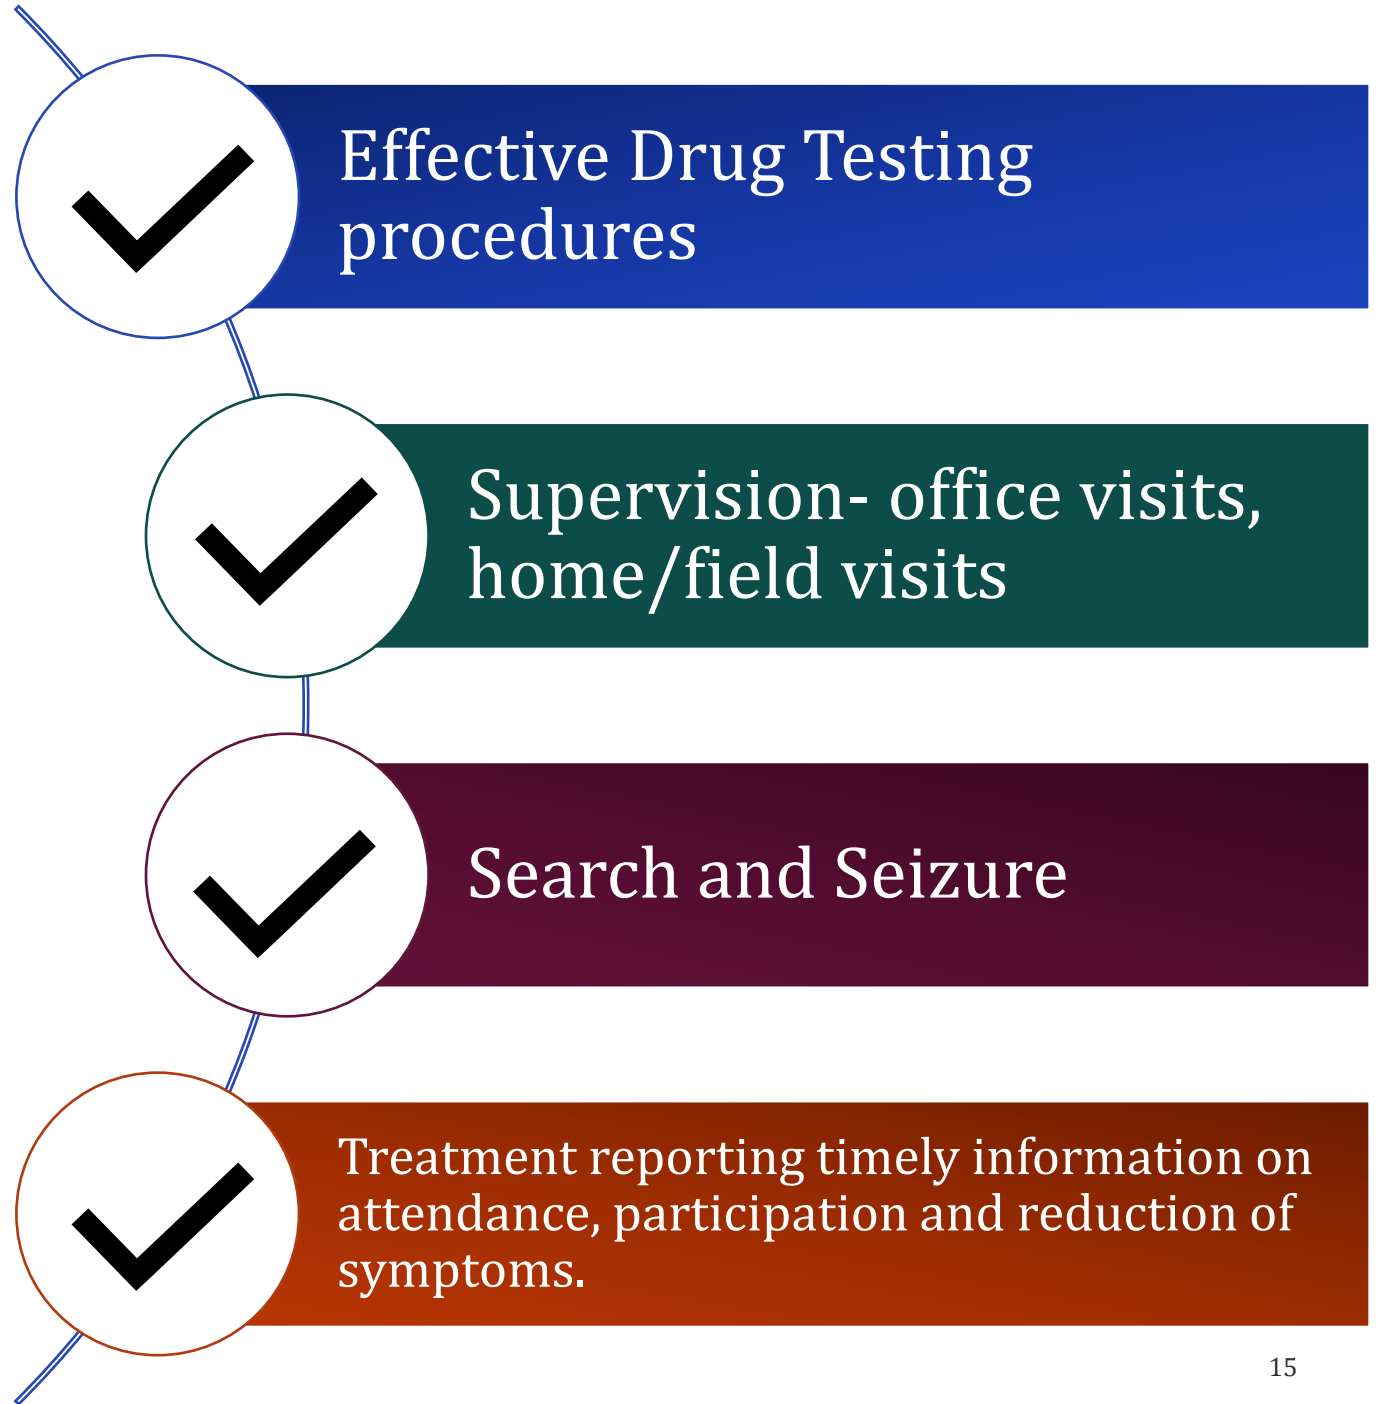 Effective Drug Testing
procedures
Supervision- office visits,
home/field visits
Search and Seizure
Treatment reporting timely information on
attendance, participation and reduction of
symptoms.
15